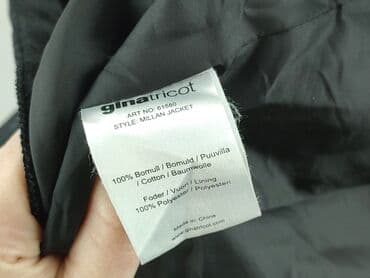 ginatricot
ART NO: 61580
STYLE: MILLAN JACKET
100% Bomull / Bomuld / Puuvilla
/ Cotton / Baumwolle
Foder / Vuori / Lining
100% Polyester / Polyesteri
Made in China
www.ginatricot.com